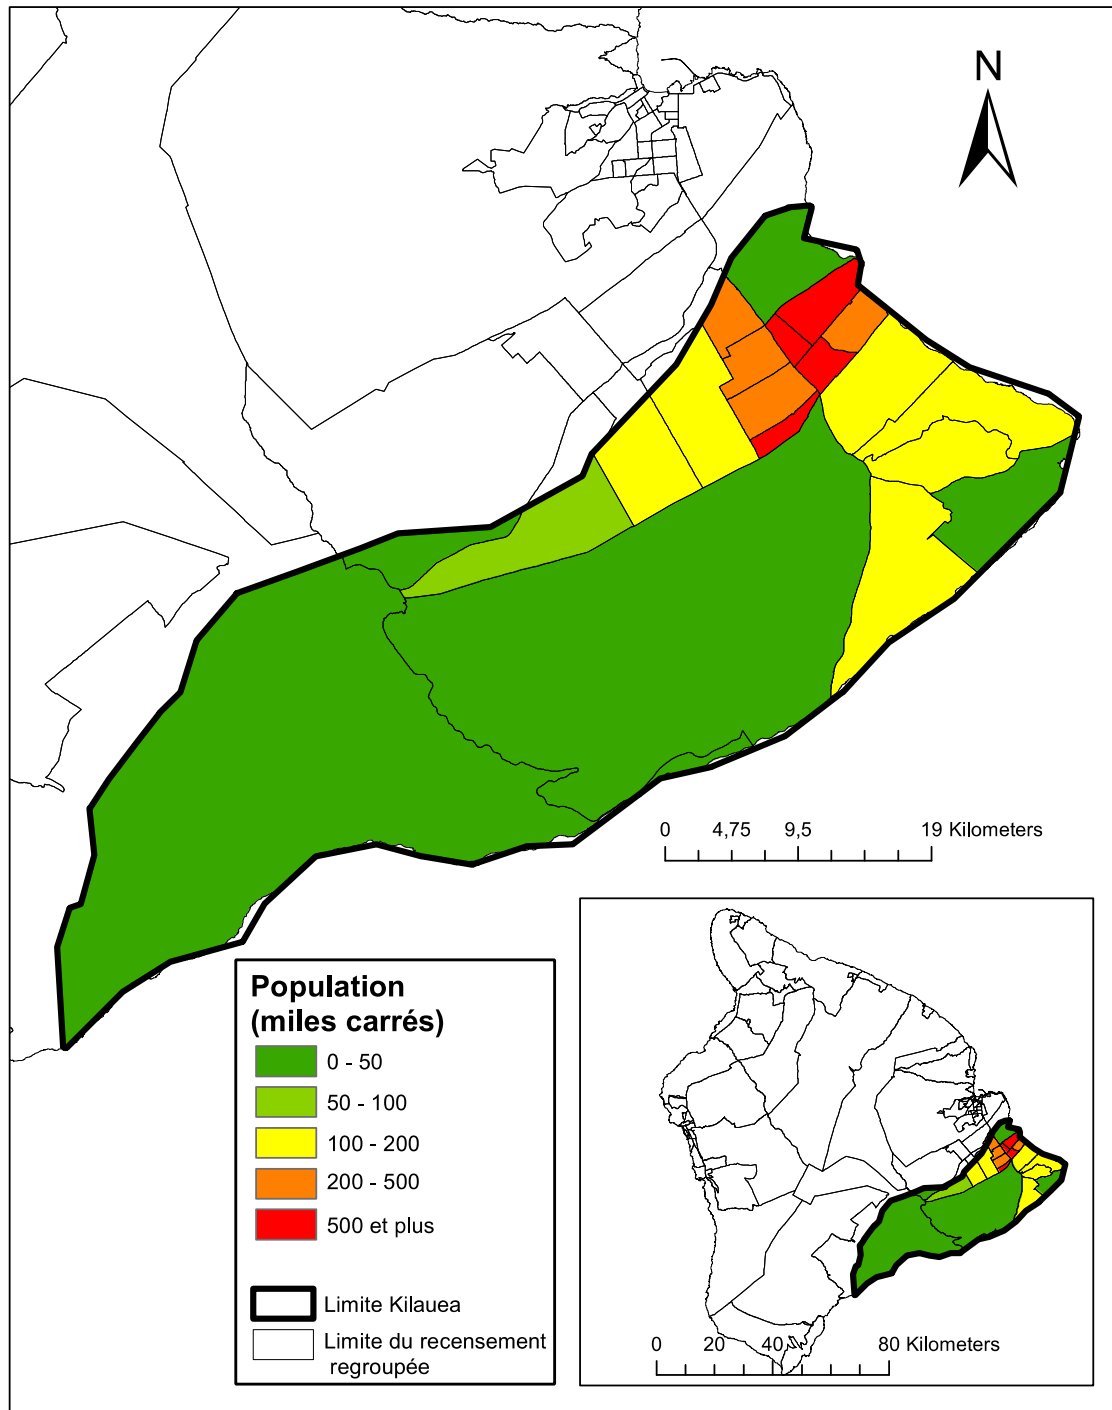 N
0 4,75 9,5 19 Kilometers
Population
(miles carrés)
0 - 50
50 - 100
100 - 200
200 - 500
500 et plus
Limite Kilauea
Limite du recensement
regroupée
0 20 40 80 Kilometers